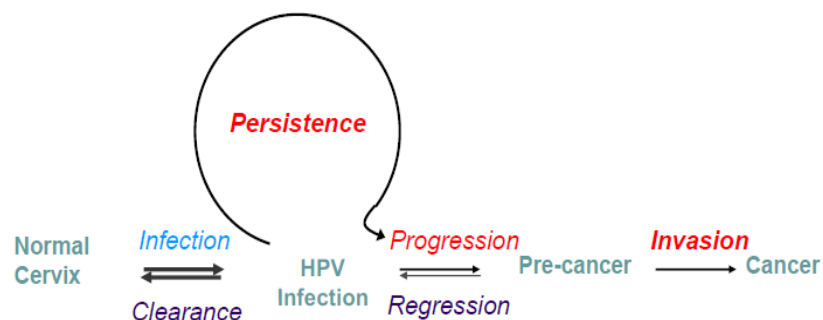 Persistence
Normal
Cervix
Infection
Clearance
HPV
Infection
Progression
Regression
Pre-cancer
Invasion
Cancer